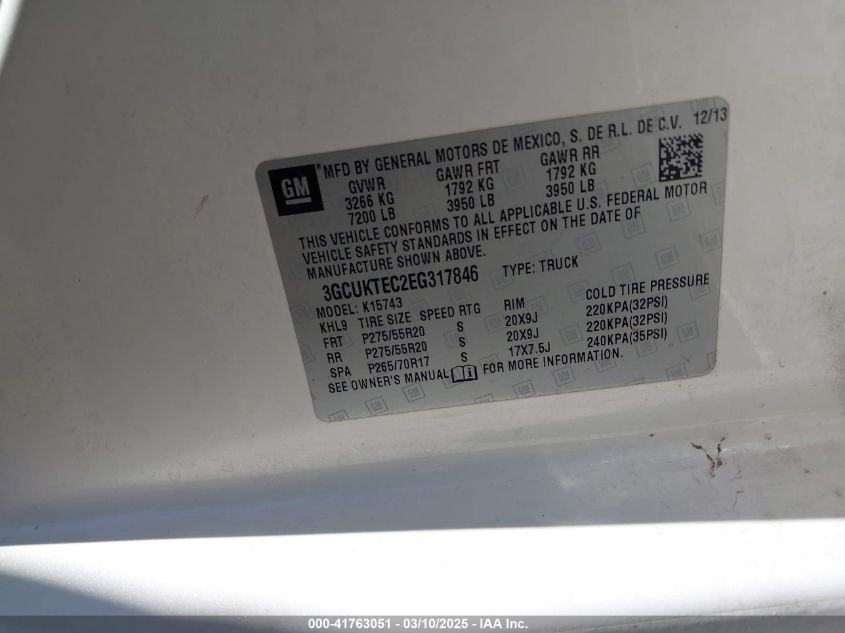 GM
MFD BY GENERAL MOTORS DE MEXICO, S. DE R.L. DE C.V. 12/13
GVWR GAWR FRT GAWR RR
3266 KG 1792 KG 1792 KG
7200 LB 3950 LB 3950 LB
THIS VEHICLE CONFORMS TO ALL APPLICABLE U.S. FEDERAL MOTOR
VEHICLE SAFETY STANDARDS IN EFFECT ON THE DATE OF
MANUFACTURE SHOWN ABOVE.
3GCUKTEC2EG317846 TYPE: TRUCK
MODEL: K15743
KHL9 TIRE SIZE SPEED RTG RIM COLD TIRE PRESSURE
FRT P275/55R20 S 20X9J 220KPA(32PSI)
RR P275/55R20 S 20X9J 220KPA(32PSI)
SPA P265/70R17 S 17X7.5J 240KPA(35PSI)
SEE OWNER'S MANUAL FOR MORE INFORMATION.
000-41763051 - 03/10/2025 - IAA Inc.